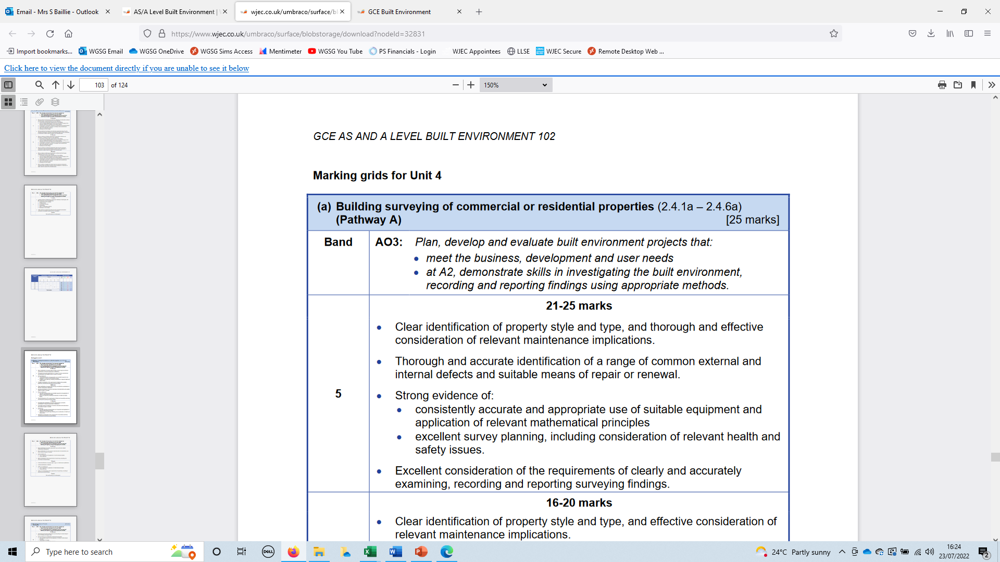 Email - Mrs S Baillie - Outlook
AS/A Level Built Environment |
wjec.co.uk/umbraco/surface/bl
GCE Built Environment
https://www.wjec.co.uk/umbraco/surface/blobstorage/download?nodeId=32831
Import bookmarks...
WGSG Email
WGSG OneDrive
WGSG Sims Access
Mentimeter
WGSG You Tube
PS Financials - Login
WJEC Appointees
LLSE
WJEC Secure
Remote Desktop Web ...
Click here to view the document directly if you are unable to see it below
103 of 124
150%
GCE AS AND A LEVEL BUILT ENVIRONMENT 102
Marking grids for Unit 4
(a) Building surveying of commercial or residential properties (2.4.1a – 2.4.6a)
(Pathway A) [25 marks]
Band
AO3: Plan, develop and evaluate built environment projects that:
• meet the business, development and user needs
• at A2, demonstrate skills in investigating the built environment,
recording and reporting findings using appropriate methods.
21-25 marks
• Clear identification of property style and type, and thorough and effective
consideration of relevant maintenance implications.
• Thorough and accurate identification of a range of common external and
internal defects and suitable means of repair or renewal.
5
• Strong evidence of:
• consistently accurate and appropriate use of suitable equipment and
application of relevant mathematical principles
• excellent survey planning, including consideration of relevant health and
safety issues.
• Excellent consideration of the requirements of clearly and accurately
examining, recording and reporting surveying findings.
16-20 marks
• Clear identification of property style and type, and effective consideration of
relevant maintenance implications.
Type here to search
DELL
24°C Partly sunny
16:24
23/07/2022
2